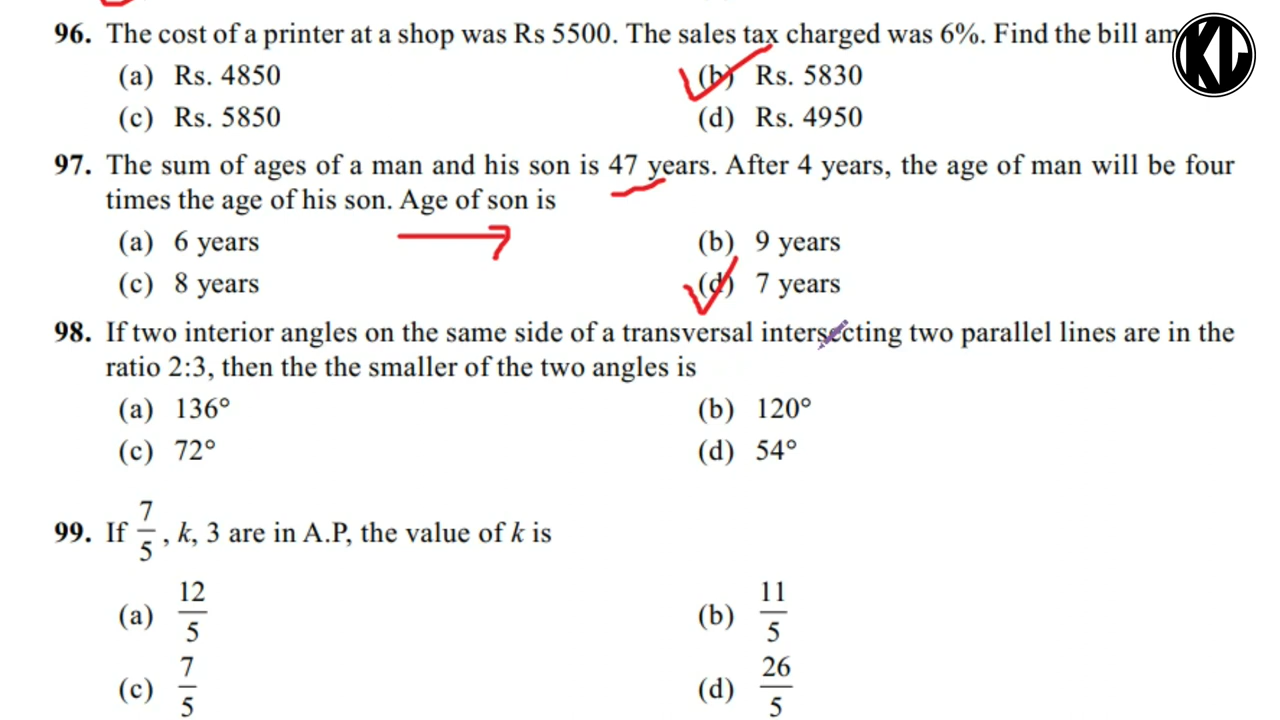 96. The cost of a printer at a shop was Rs 5500. The sales tax charged was 6%. Find the bill am
KL
(a) Rs. 4850 (b) Rs. 5830
(c) Rs. 5850 (d) Rs. 4950
97. The sum of ages of a man and his son is 47 years. After 4 years, the age of man will be four
times the age of his son. Age of son is
(a) 6 years (b) 9 years
(c) 8 years (d) 7 years
98. If two interior angles on the same side of a transversal intersecting two parallel lines are in the
ratio 2:3, then the the smaller of the two angles is
(a) 136° (b) 120°
(c) 72° (d) 54°
99. If 7/5, k, 3 are in A.P, the value of k is
(a) 12/5 (b) 11/5
(c) 7/5 (d) 26/5